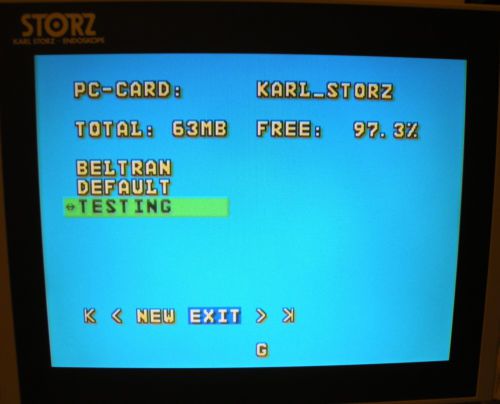 STORZ
KARL STORZ - ENDOSKOPE
PC-CARD: KARL_STORZ
TOTAL: 63MB FREE: 97.3%
BELTRAN
DEFAULT
↔TESTING
K < NEW EXIT > ꓘ
G